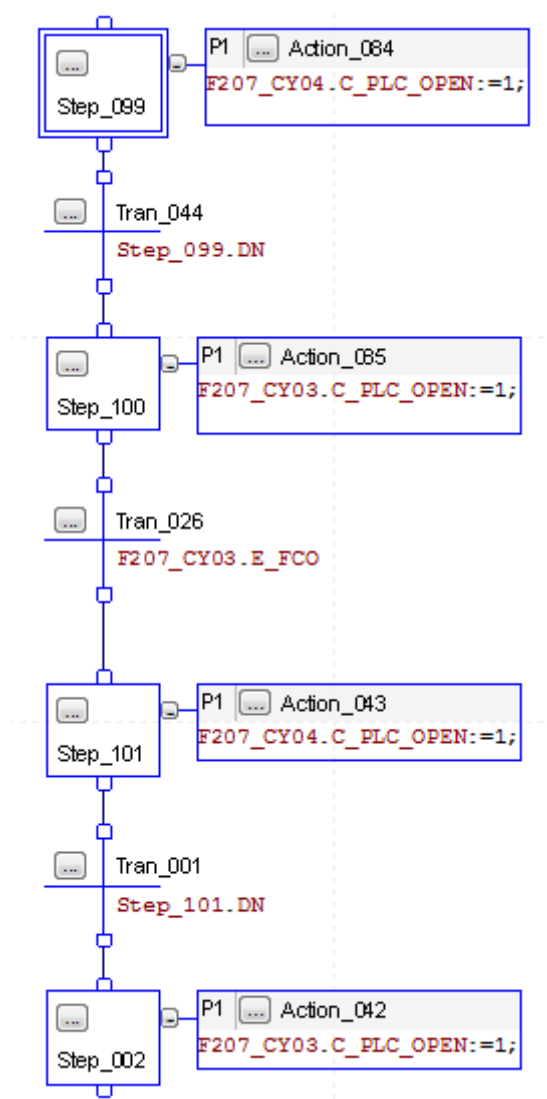 P1 ... Action_084
...
F207_CY04.C_PLC_OPEN:=1;
Step_099
... Tran_044
Step_099.DN
P1 ... Action_085
...
F207_CY03.C_PLC_OPEN:=1;
Step_100
... Tran_026
F207_CY03.E_FCO
P1 ... Action_043
...
F207_CY04.C_PLC_OPEN:=1;
Step_101
... Tran_001
Step_101.DN
P1 ... Action_042
...
F207_CY03.C_PLC_OPEN:=1;
Step_002